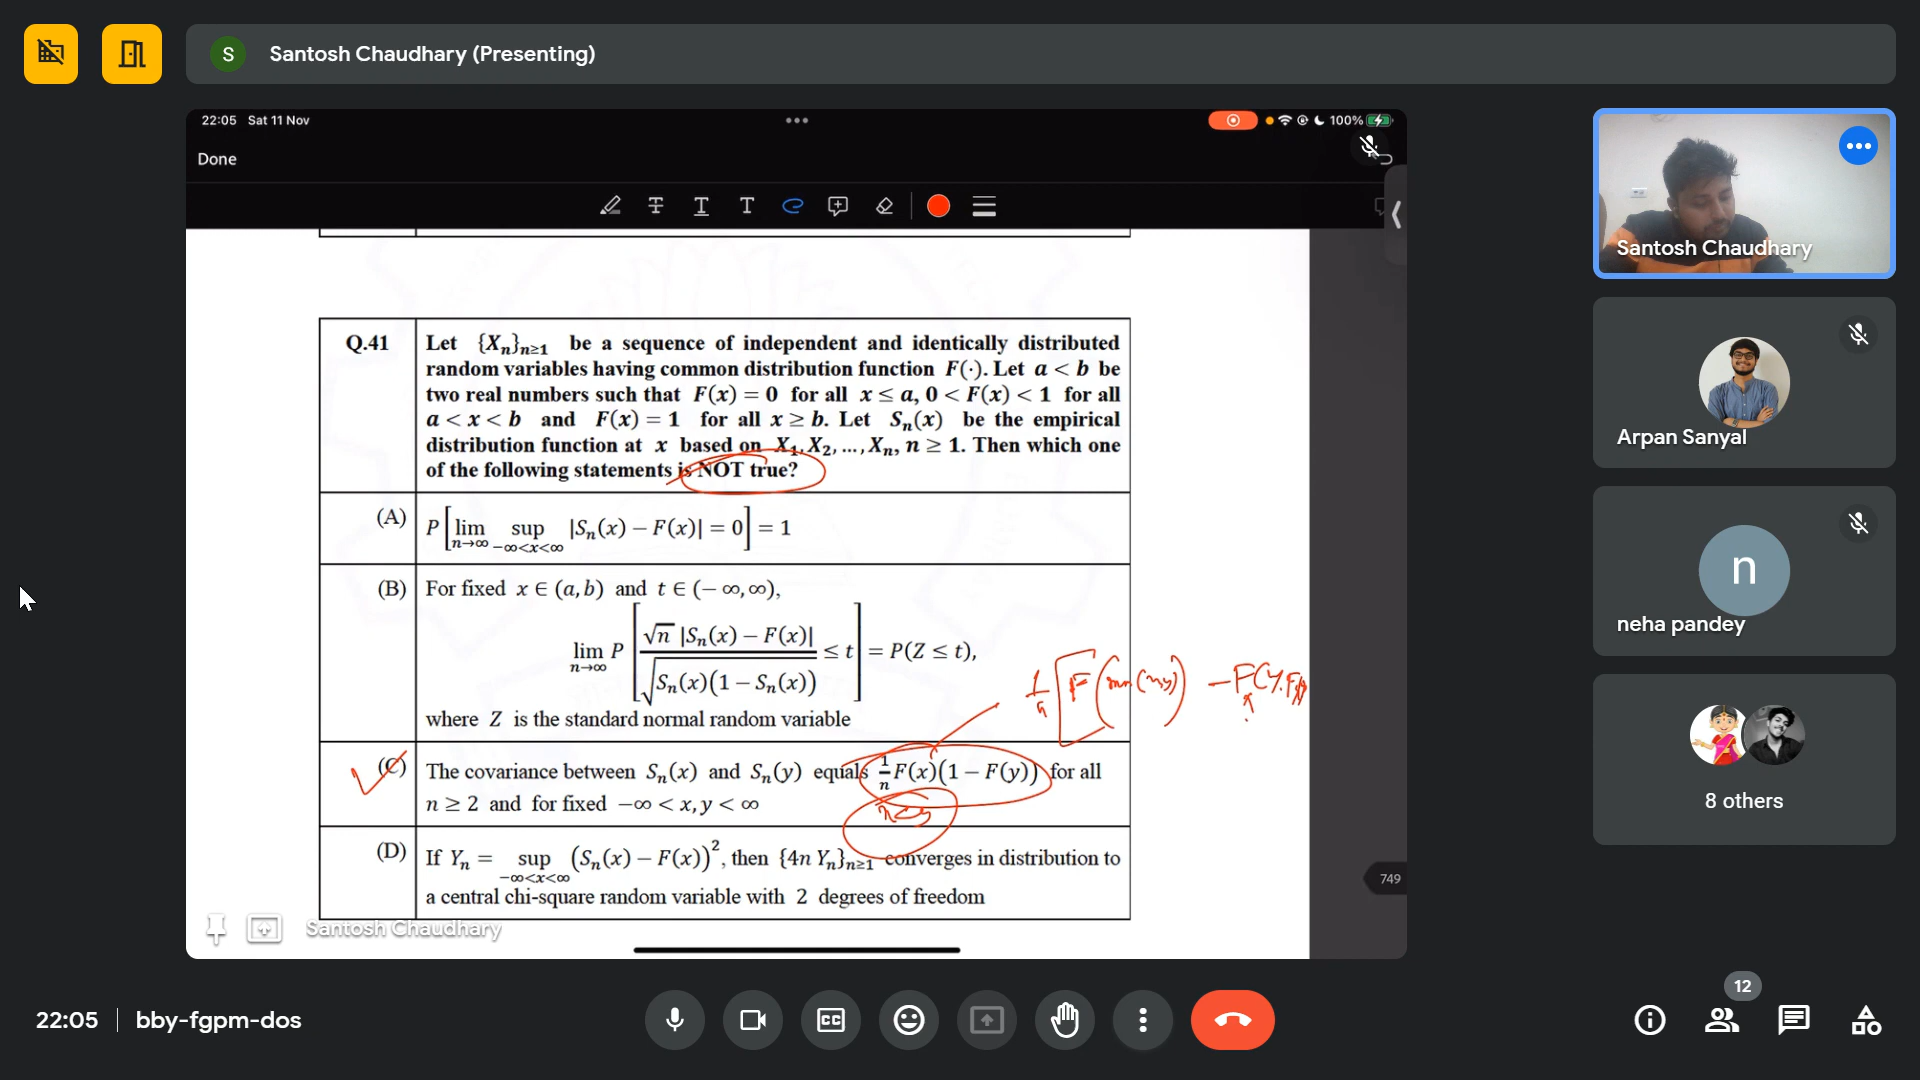 S Santosh Chaudhary (Presenting)
22:05 Sat 11 Nov
100%
Done
Q.41 Let {Xₙ}ₙ≥₁ be a sequence of independent and identically distributed
random variables having common distribution function F(·). Let a < b be
two real numbers such that F(x) = 0 for all x ≤ a, 0 < F(x) < 1 for all
a < x < b and F(x) = 1 for all x ≥ b. Let Sₙ(x) be the empirical
distribution function at x based on X₁, X₂, …, Xₙ, n ≥ 1. Then which one
of the following statements is NOT true?
(A) P[lim n→∞ sup −∞<x<∞ |Sₙ(x) − F(x)| = 0] = 1
(B) For fixed x ∈ (a, b) and t ∈ (− ∞, ∞),
lim n→∞ P [ √n |Sₙ(x) − F(x)| / √Sₙ(x)(1 − Sₙ(x)) ≤ t ] = P(Z ≤ t),
where Z is the standard normal random variable
(C) The covariance between Sₙ(x) and Sₙ(y) equals 1/n F(x)(1 − F(y)) for all
n ≥ 2 and for fixed −∞ < x, y < ∞
x<y
(D) If Yₙ = sup −∞<x<∞ (Sₙ(x) − F(x))², then {4n Yₙ}ₙ≥₁ converges in distribution to
a central chi-square random variable with 2 degrees of freedom
749
Santosh Chaudhary
Santosh Chaudhary
Arpan Sanyal
n
neha pandey
8 others
22:05 | bby-fgpm-dos
CC
12